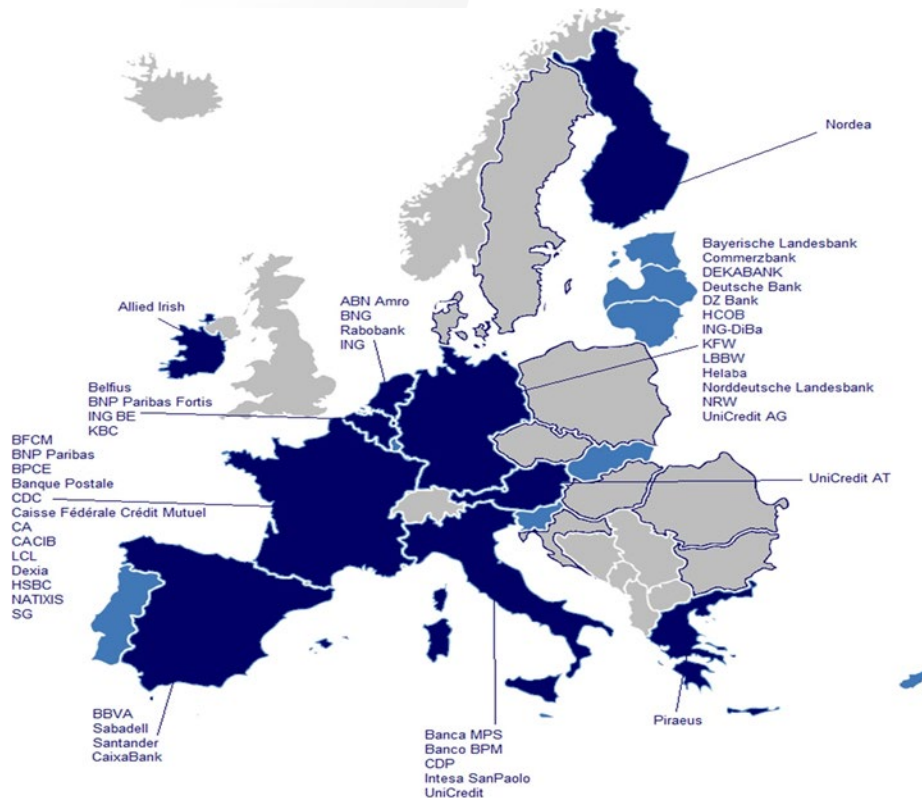 Nordea
Bayerische Landesbank
Commerzbank
DEKABANK
Deutsche Bank
DZ Bank
HCOB
ING-DiBa
KFW
LBBW
Helaba
Norddeutsche Landesbank
NRW
UniCredit AG
Allied Irish
ABN Amro
BNG
Rabobank
ING
Belfius
BNP Paribas Fortis
ING BE
KBC
BFCM
BNP Paribas
BPCE
Banque Postale
CDC
Caisse Fédérale Crédit Mutuel
CA
CACIB
LCL
Dexia
HSBC
NATIXIS
SG
UniCredit AT
BBVA
Sabadell
Santander
CaixaBank
Banca MPS
Banco BPM
CDP
Intesa SanPaolo
UniCredit
Piraeus